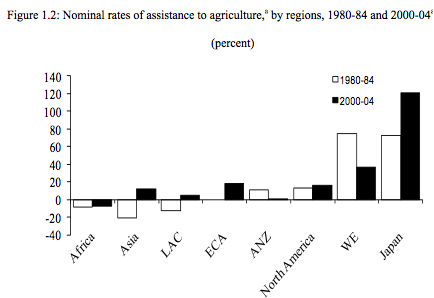 Figure 1.2: Nominal rates of assistance to agriculture,ª by regions, 1980-84 and 2000-04ª
(percent)
140
120
100
80
60
40
20
0
-20
-40
1980-84
2000-04
Africa
Asia
LAC
ECA
ANZ
North America
WE
Japan